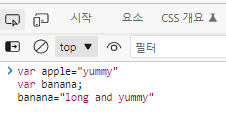 시작 요소 CSS 개요
top 필터
var apple="yummy"
var banana;
banana="long and yummy"